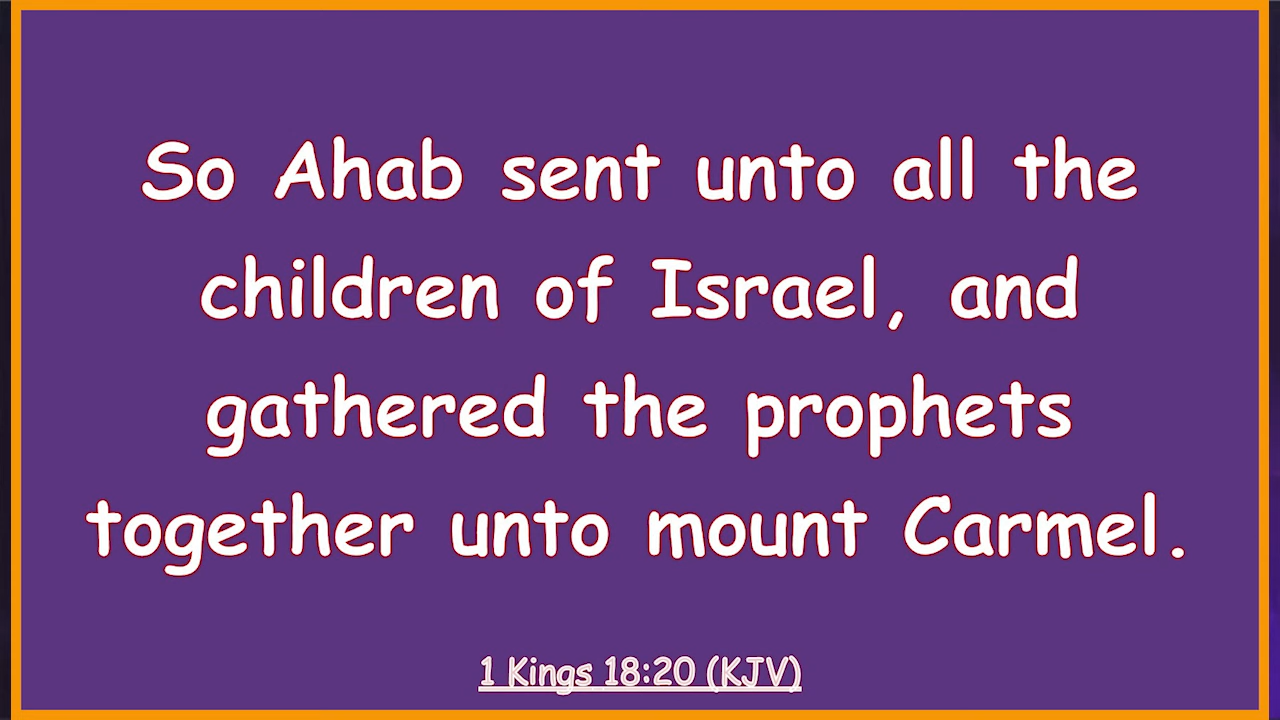 So Ahab sent unto all the
children of Israel, and
gathered the prophets
together unto mount Carmel.
1 Kings 18:20 (KJV)